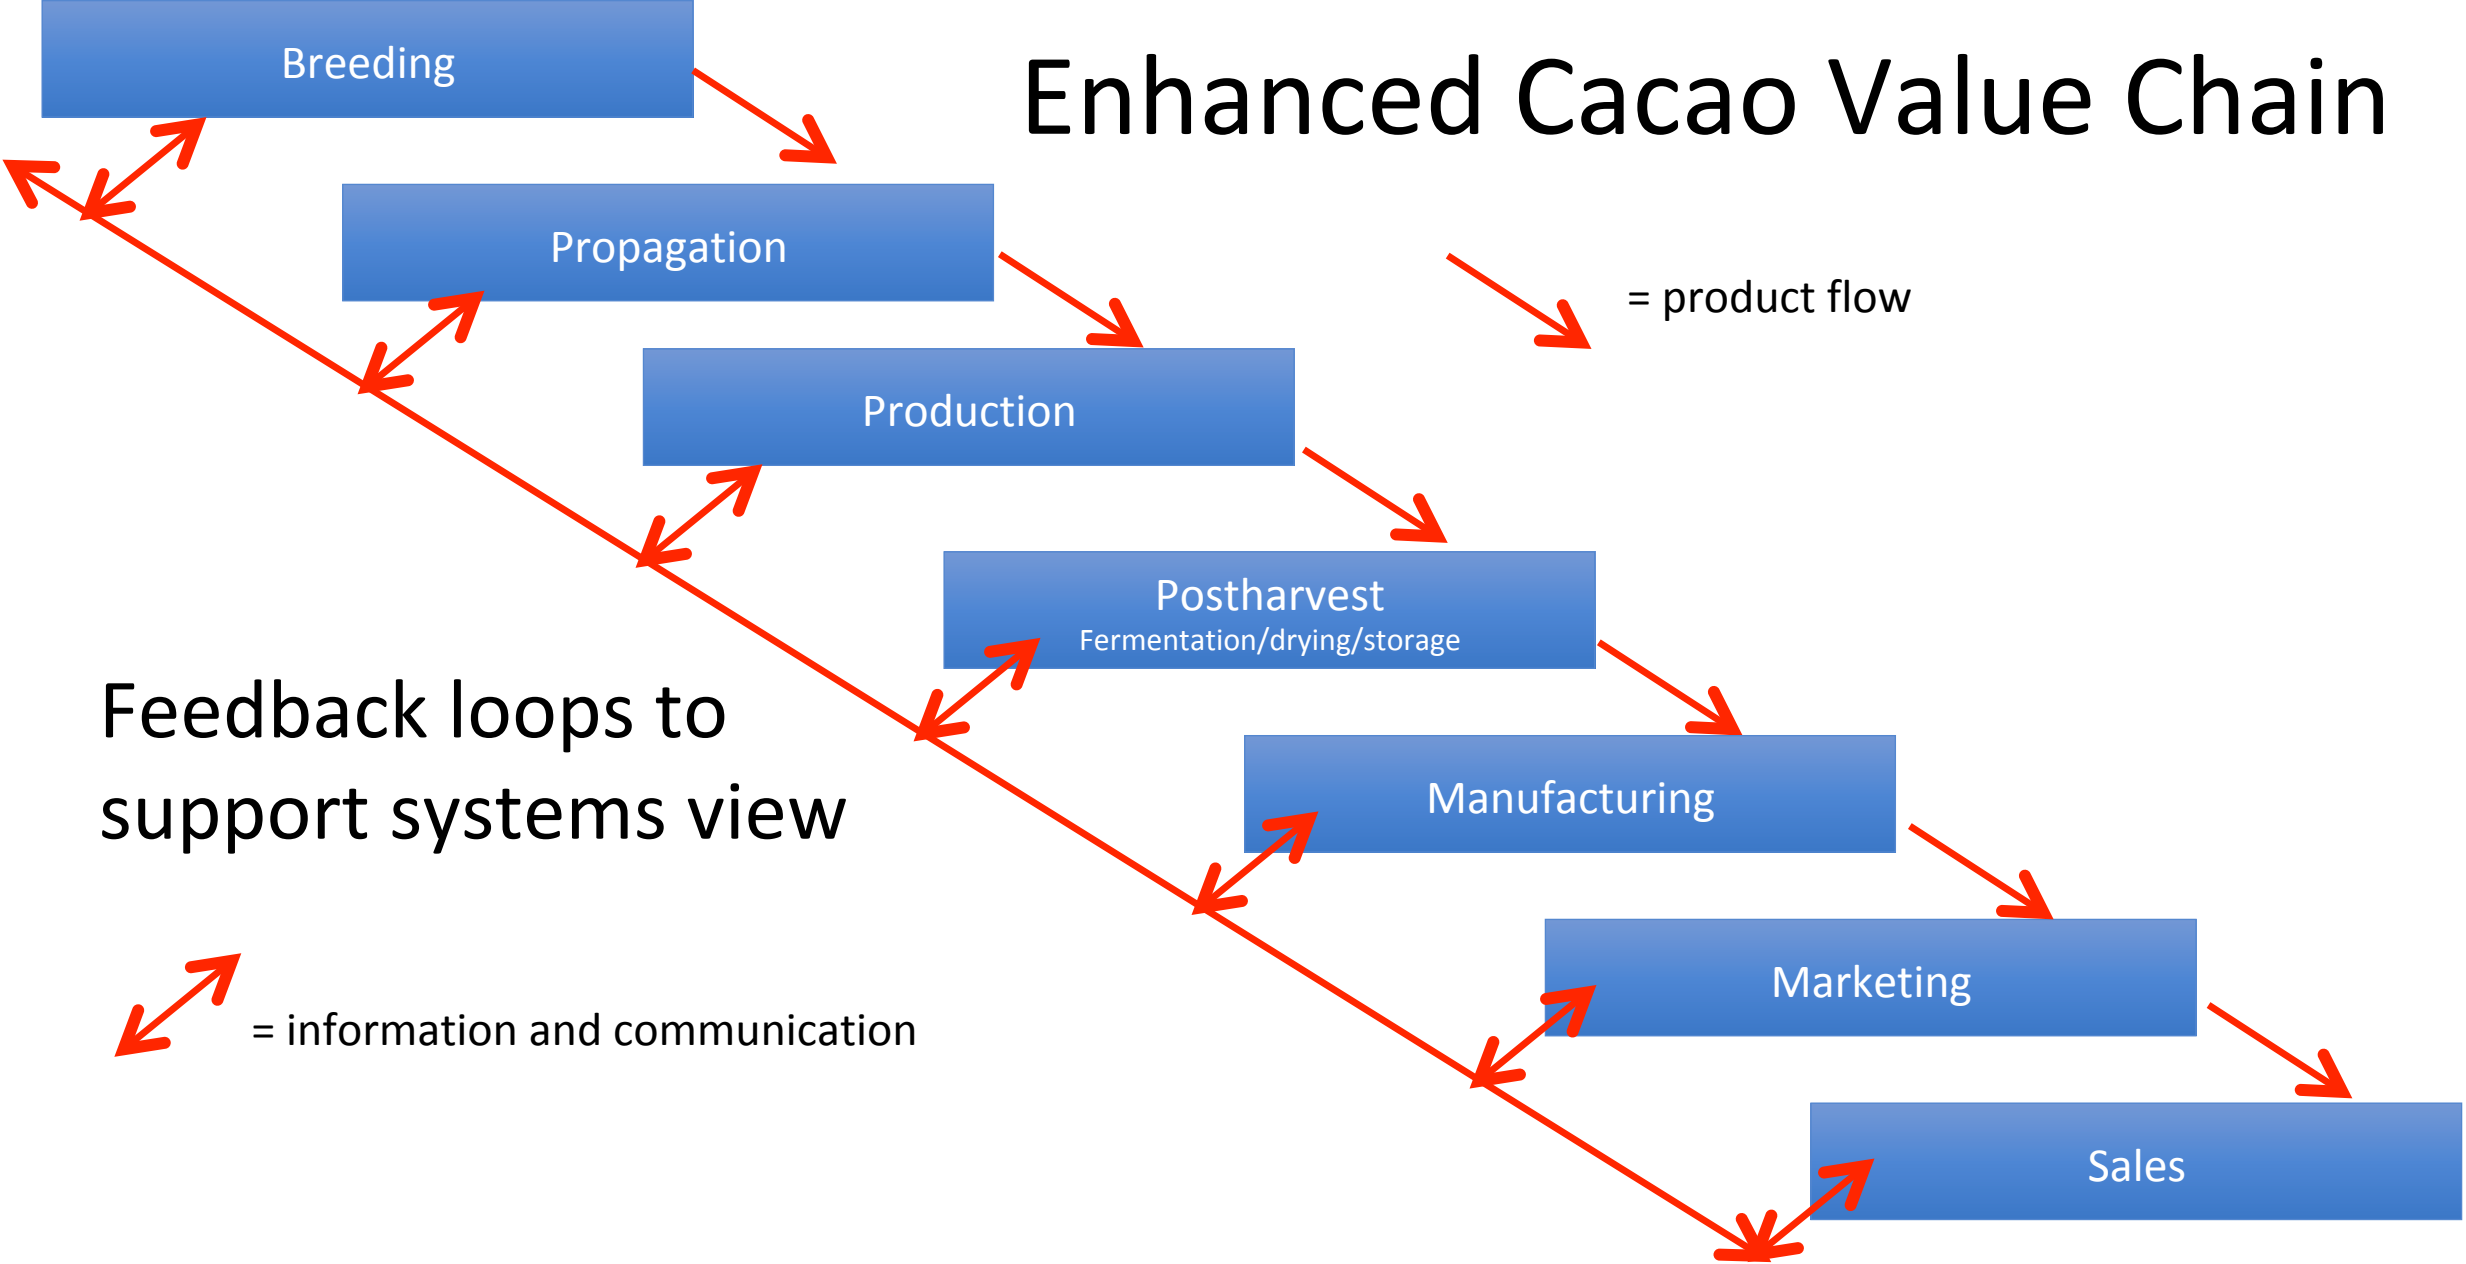 Breeding
Enhanced Cacao Value Chain
Propagation
= product flow
Production
Postharvest
Fermentation/drying/storage
Feedback loops to
support systems view
Manufacturing
Marketing
= information and communication
Sales